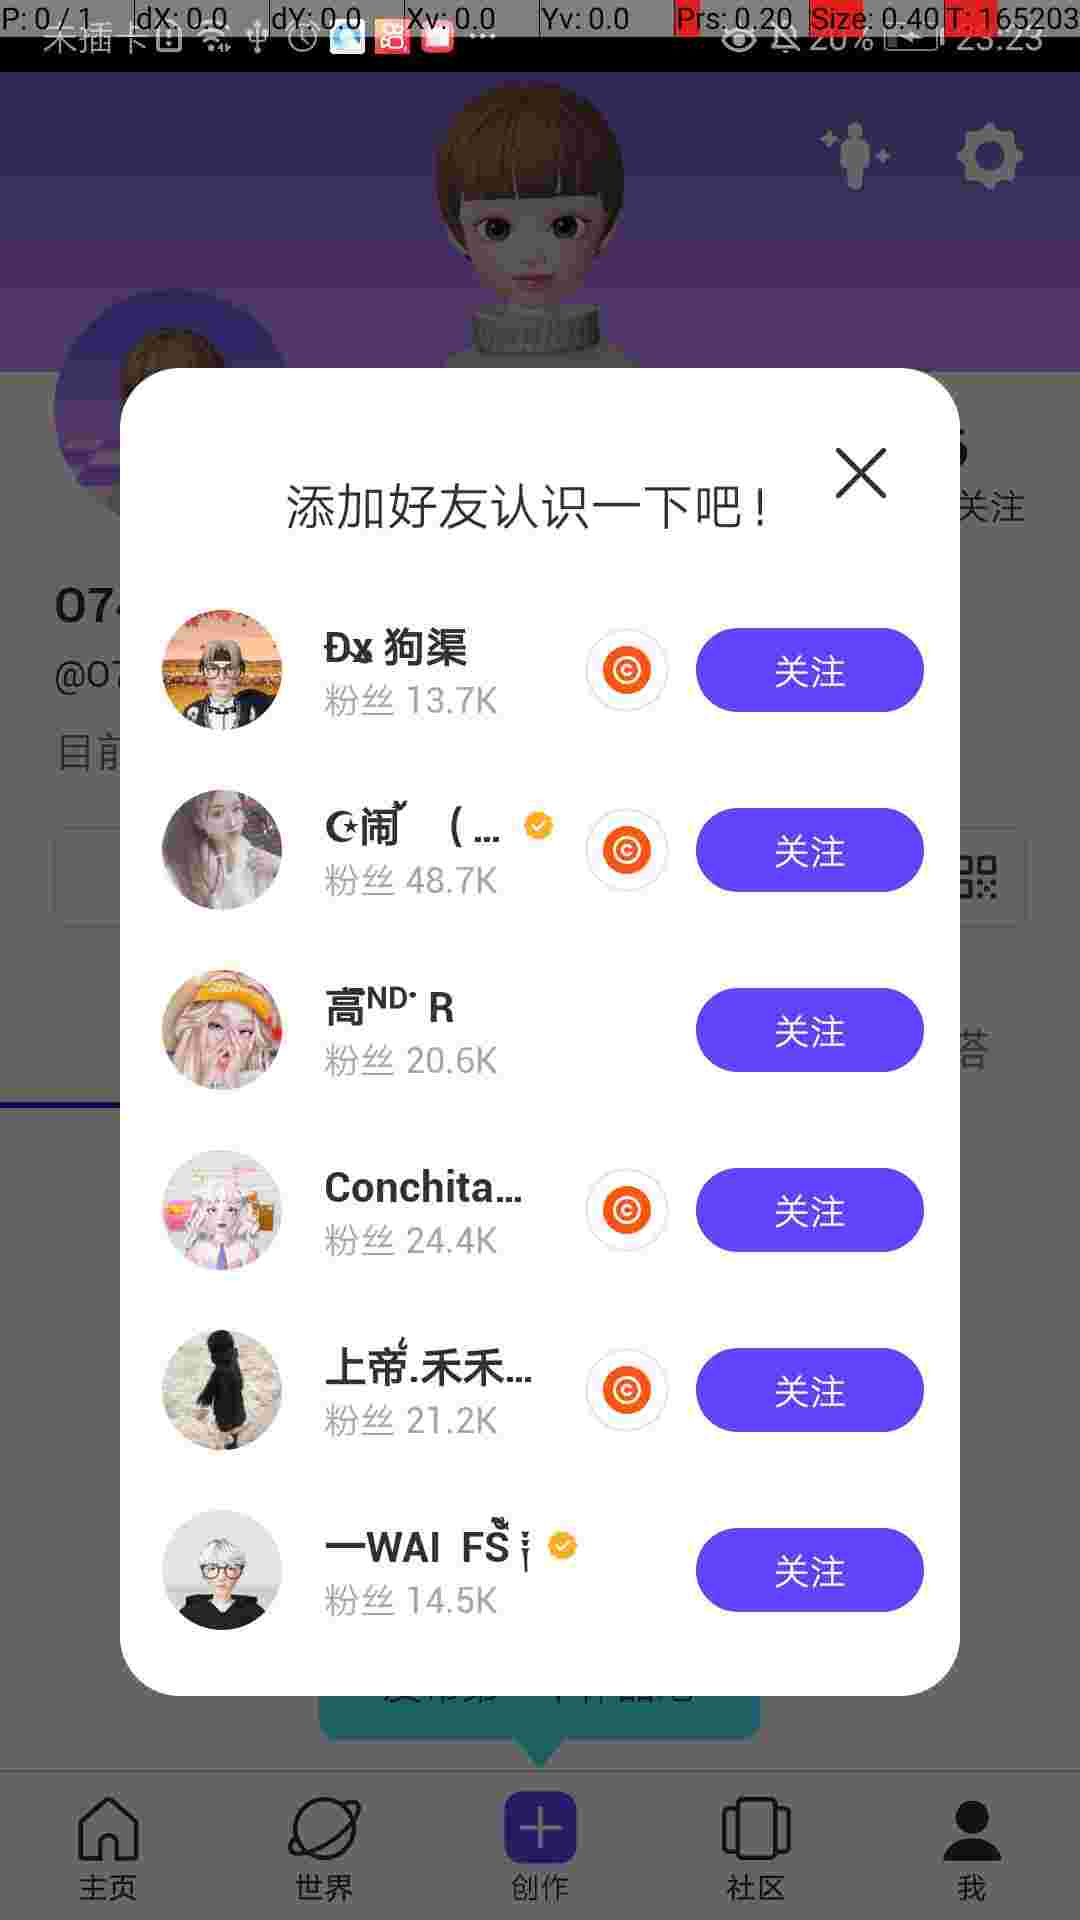 P: 0 / 1 dX: 0.0 dY: 0.0 Xv: 0.0 Yv: 0.0 Prs: 0.20 Size: 0.40 T: 165203
未插卡 20% 23:23
关注
@07
目前
添加好友认识一下吧!
Đӿ 狗渠
粉丝 13.7K
关注
☪闹 ( ...
粉丝 48.7K
关注
高ᴺᴰ· R
粉丝 20.6K
关注
Conchita...
粉丝 24.4K
关注
上帝.禾禾...
粉丝 21.2K
关注
一WAI FS
粉丝 14.5K
关注
主页 世界 创作 社区 我